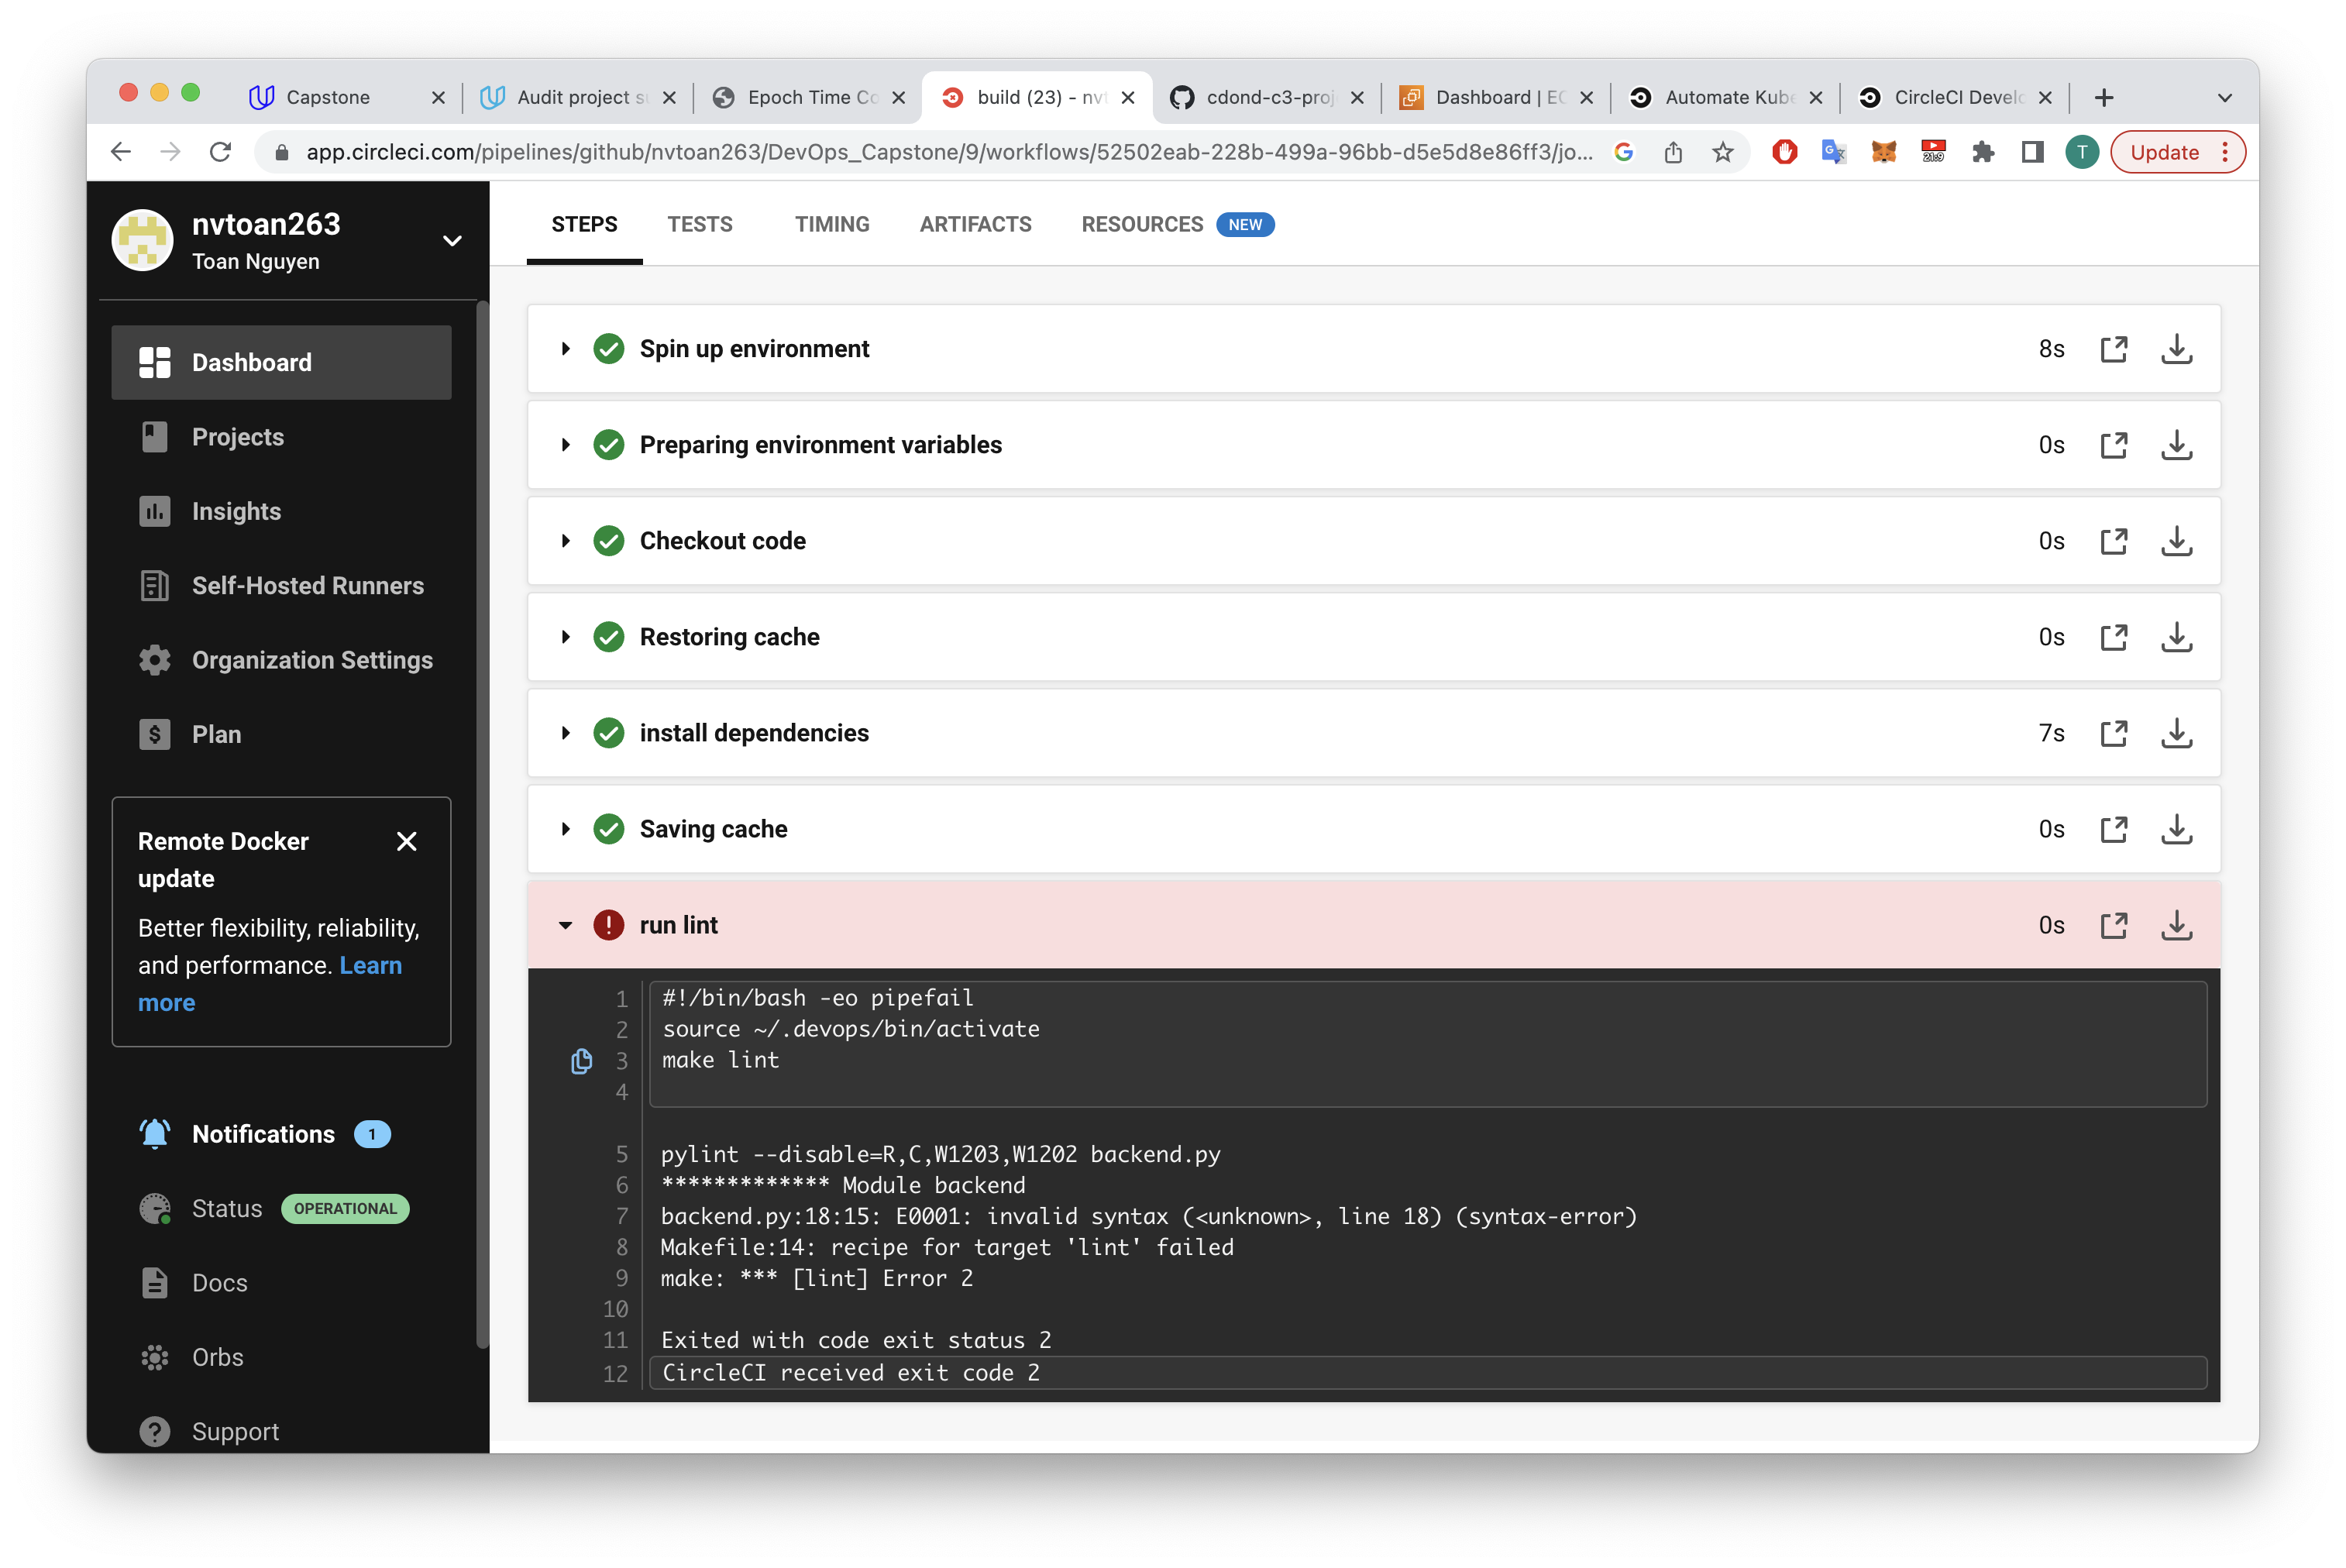 Capstone
Audit project su
Epoch Time Co
build (23) - nvt
cdond-c3-proj
Dashboard | EC
Automate Kube
CircleCI Develo
app.circleci.com/pipelines/github/nvtoan263/DevOps_Capstone/9/workflows/52502eab-228b-499a-96bb-d5e5d8e86ff3/jo...
21:9
T
Update
nvtoan263
Toan Nguyen
Dashboard
Projects
Insights
Self-Hosted Runners
Organization Settings
Plan
Remote Docker
update
Better flexibility, reliability,
and performance. Learn
more
Notifications 1
Status OPERATIONAL
Docs
Orbs
Support
STEPS TESTS TIMING ARTIFACTS RESOURCES NEW
Spin up environment 8s
Preparing environment variables 0s
Checkout code 0s
Restoring cache 0s
install dependencies 7s
Saving cache 0s
run lint 0s
1 #!/bin/bash -eo pipefail
2 source ~/.devops/bin/activate
3 make lint
4
5 pylint --disable=R,C,W1203,W1202 backend.py
6 ************* Module backend
7 backend.py:18:15: E0001: invalid syntax (<unknown>, line 18) (syntax-error)
8 Makefile:14: recipe for target 'lint' failed
9 make: *** [lint] Error 2
10
11 Exited with code exit status 2
12 CircleCI received exit code 2